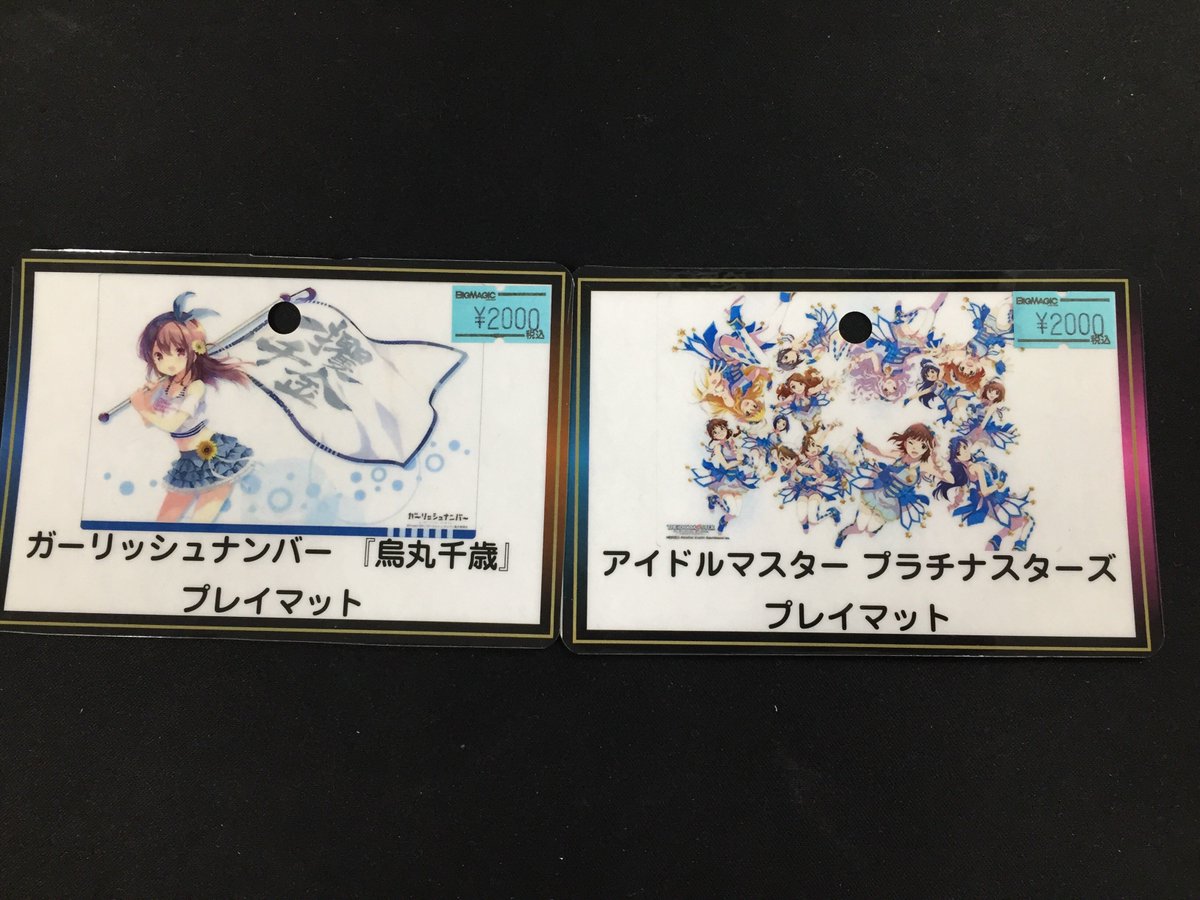 BIGMAGIC
¥2000
税込
ガーリッシュナンバー
ガーリッシュナンバー 『烏丸千歳』
プレイマット
BIGMAGIC
¥2000
税込
THE IDOLM@STER
アイドルマスター プラチナスターズ
プレイマット